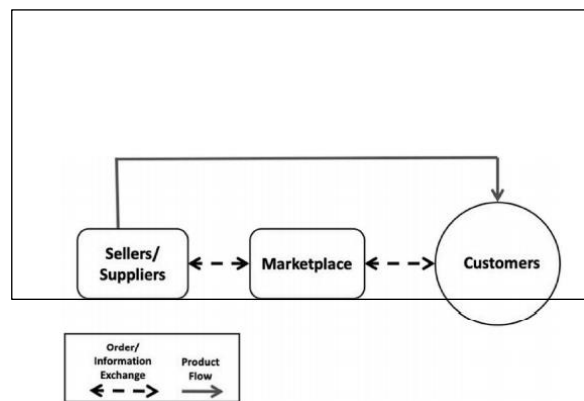 Sellers/
Suppliers
Marketplace
Customers
Order/
Information
Exchange
Product
Flow